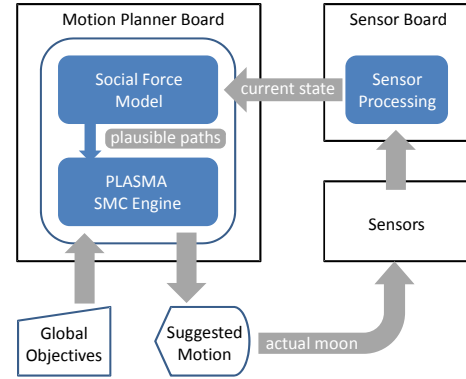 Motion Planner Board
Sensor Board
Social Force
Model
current state
Sensor
Processing
plausible paths
PLASMA
SMC Engine
Sensors
Global
Objectives
Suggested
Motion
actual moon